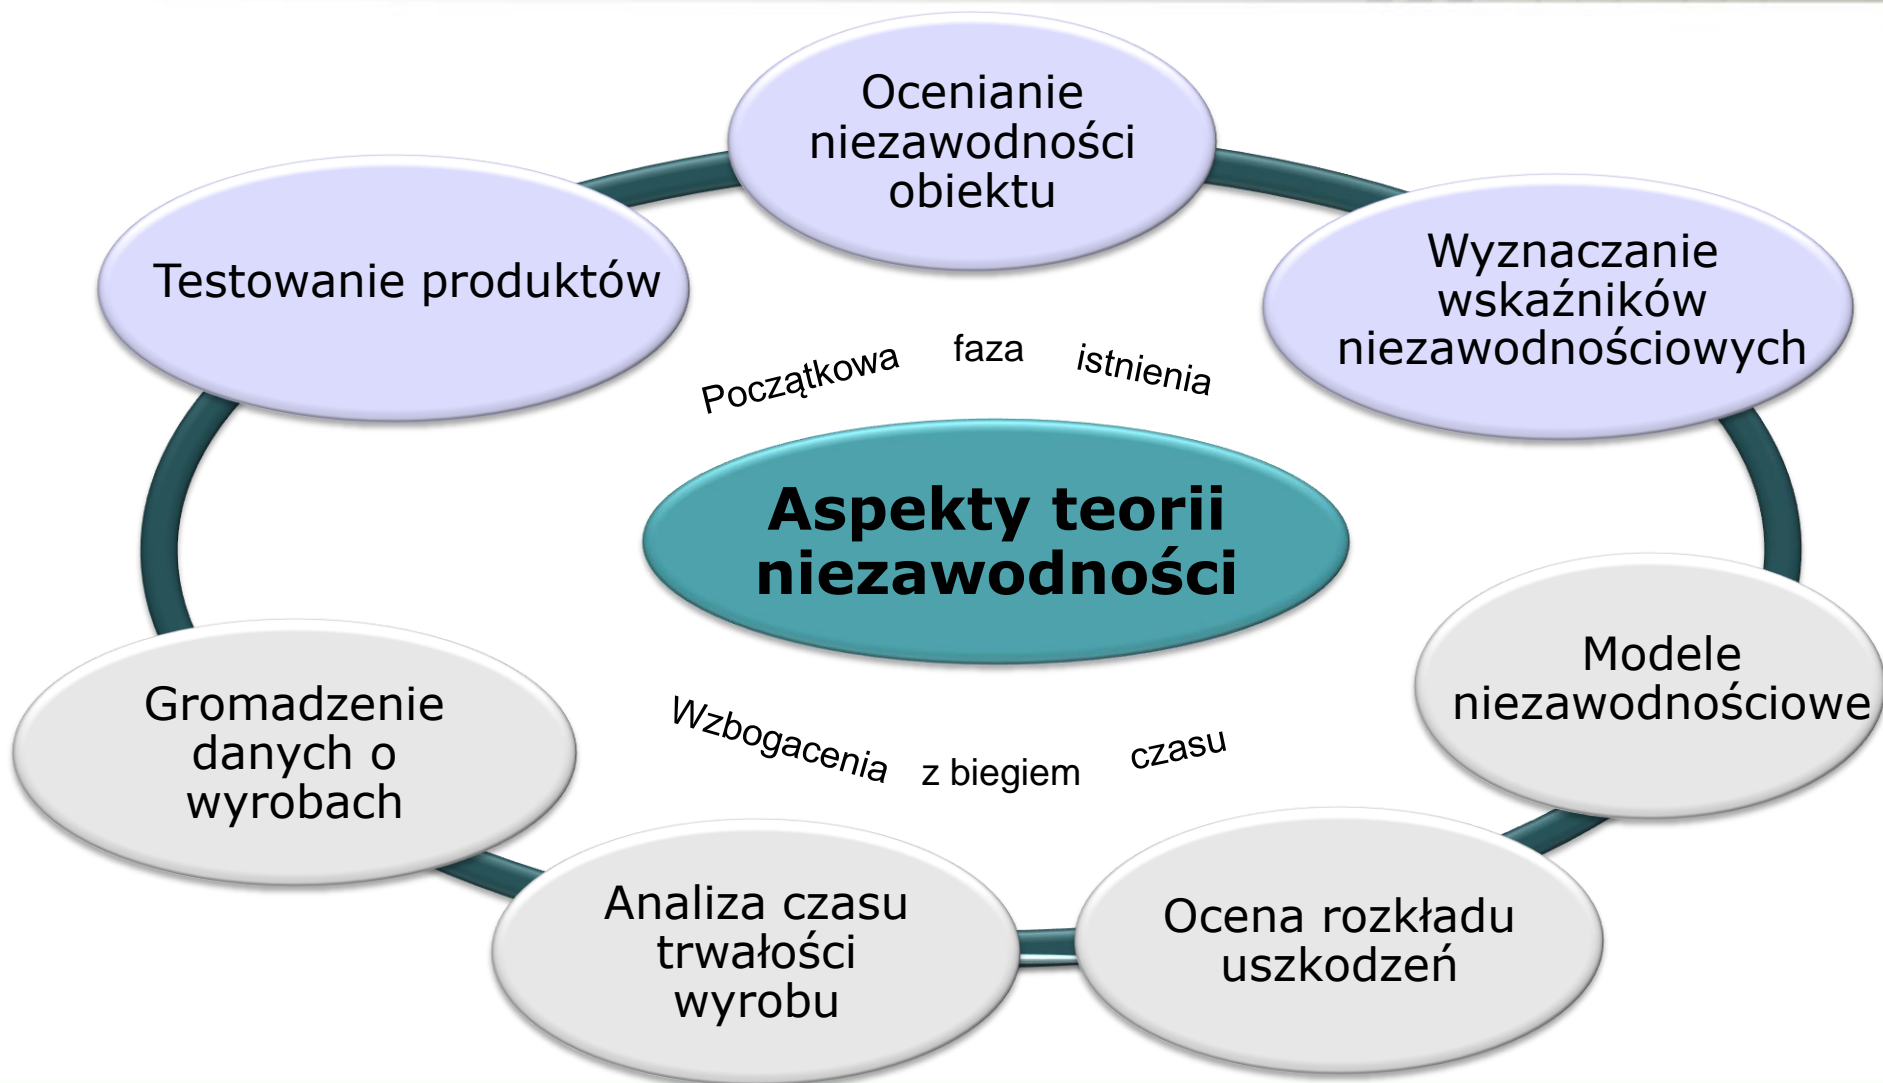 Ocenianie
niezawodności
obiektu
Testowanie produktów
Wyznaczanie
wskaźników
niezawodnościowych
Początkowa faza istnienia
Aspekty teorii
niezawodności
Modele
niezawodnościowe
Gromadzenie
danych o
wyrobach
Wzbogacenia z biegiem czasu
Analiza czasu
trwałości
wyrobu
Ocena rozkładu
uszkodzeń